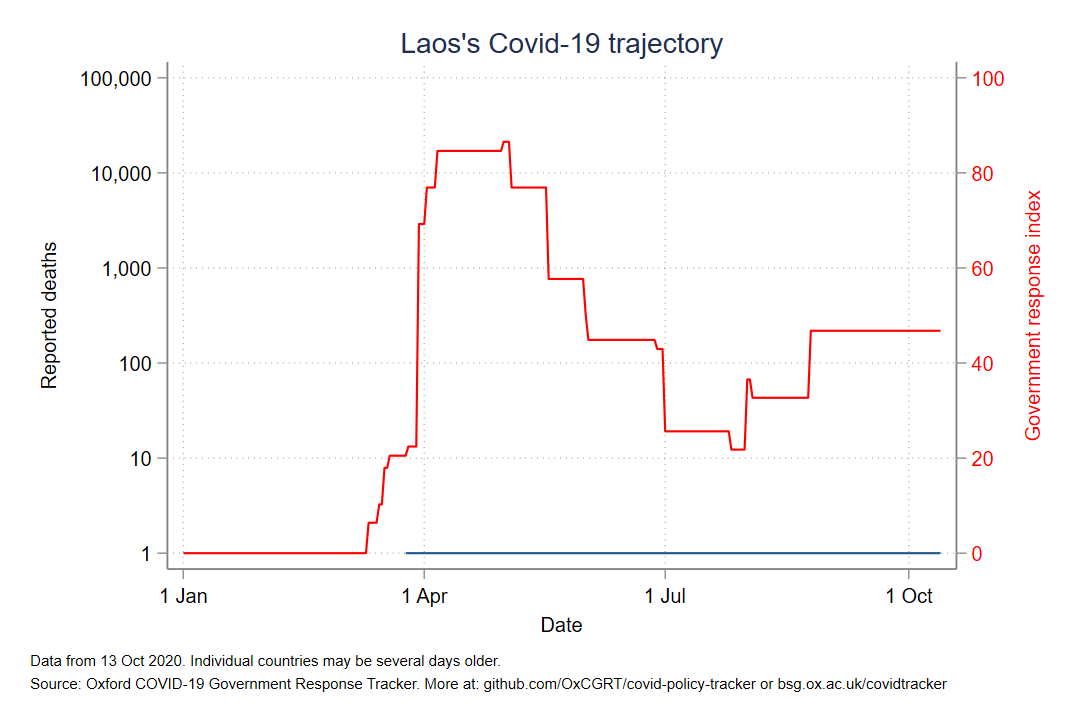 Laos's Covid-19 trajectory
100,000
10,000
1,000
100
10
1
Reported deaths
100
80
60
40
20
0
Government response index
1 Jan
1 Apr
1 Jul
1 Oct
Date
Data from 13 Oct 2020. Individual countries may be several days older.
Source: Oxford COVID-19 Government Response Tracker. More at: github.com/OxCGRT/covid-policy-tracker or bsg.ox.ac.uk/covidtracker